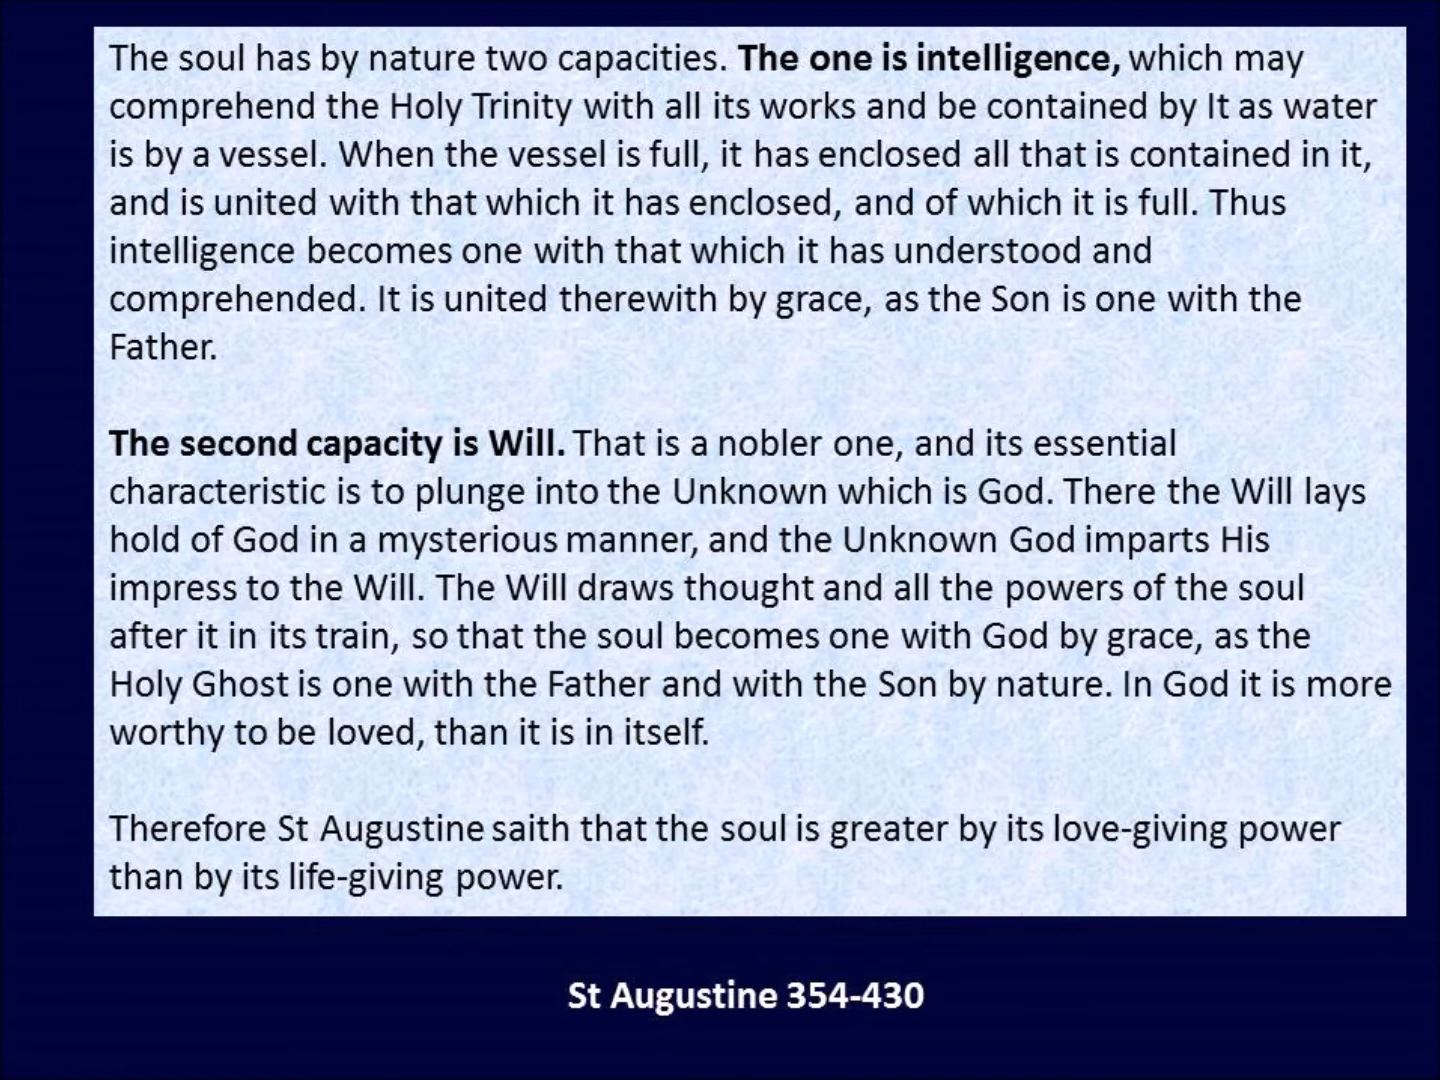 The soul has by nature two capacities. The one is intelligence, which may
comprehend the Holy Trinity with all its works and be contained by It as water
is by a vessel. When the vessel is full, it has enclosed all that is contained in it,
and is united with that which it has enclosed, and of which it is full. Thus
intelligence becomes one with that which it has understood and
comprehended. It is united therewith by grace, as the Son is one with the
Father.
The second capacity is Will. That is a nobler one, and its essential
characteristic is to plunge into the Unknown which is God. There the Will lays
hold of God in a mysterious manner, and the Unknown God imparts His
impress to the Will. The Will draws thought and all the powers of the soul
after it in its train, so that the soul becomes one with God by grace, as the
Holy Ghost is one with the Father and with the Son by nature. In God it is more
worthy to be loved, than it is in itself.
Therefore St Augustine saith that the soul is greater by its love-giving power
than by its life-giving power.
St Augustine 354-430